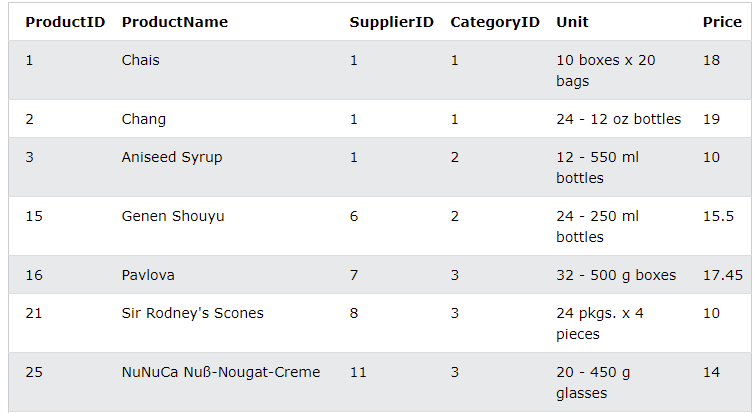 ProductID ProductName SupplierID CategoryID Unit Price
1 Chais 1 1 10 boxes x 20 18
bags
2 Chang 1 1 24 - 12 oz bottles 19
3 Aniseed Syrup 1 2 12 - 550 ml 10
bottles
15 Genen Shouyu 6 2 24 - 250 ml 15.5
bottles
16 Pavlova 7 3 32 - 500 g boxes 17.45
21 Sir Rodney's Scones 8 3 24 pkgs. x 4 10
pieces
25 NuNuCa Nuß-Nougat-Creme 11 3 20 - 450 g 14
glasses